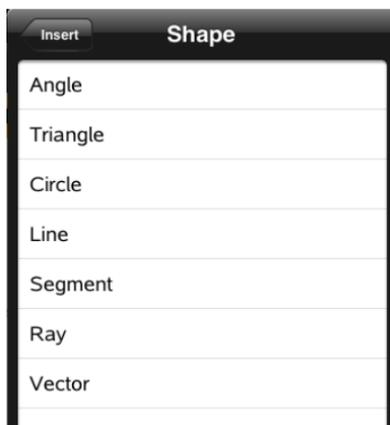 Insert
Shape
Angle
Triangle
Circle
Line
Segment
Ray
Vector